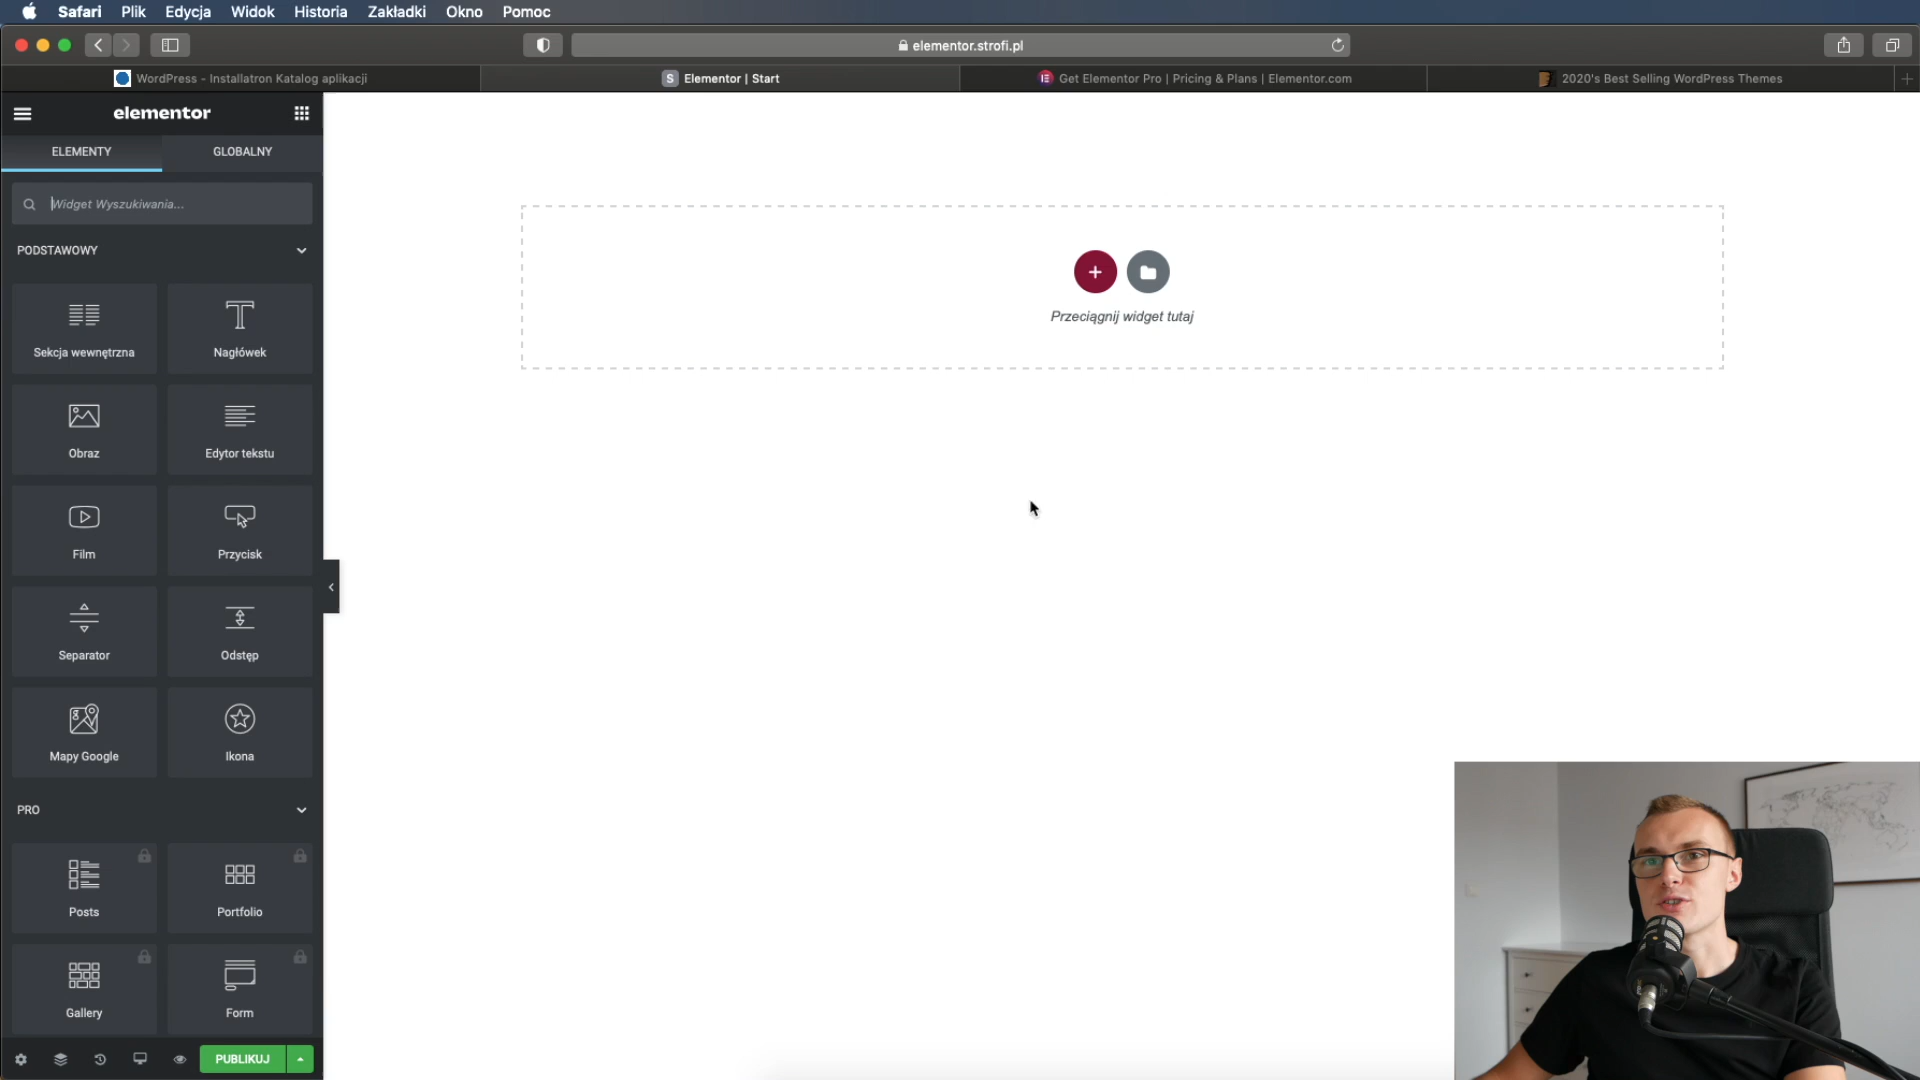 Safari Plik Edycja Widok Historia Zakładki Okno Pomoc
elementor.strofi.pl
WordPress - Installatron Katalog aplikacji
S Elementor | Start
Get Elementor Pro | Pricing & Plans | Elementor.com
2020's Best Selling WordPress Themes
elementor
ELEMENTY GLOBALNY
Widget Wyszukiwania...
PODSTAWOWY
Sekcja wewnętrzna Nagłówek
Obraz Edytor tekstu
Film Przycisk
Separator Odstęp
Mapy Google Ikona
PRO
Posts Portfolio
Gallery Form
PUBLIKUJ
Przeciągnij widget tutaj